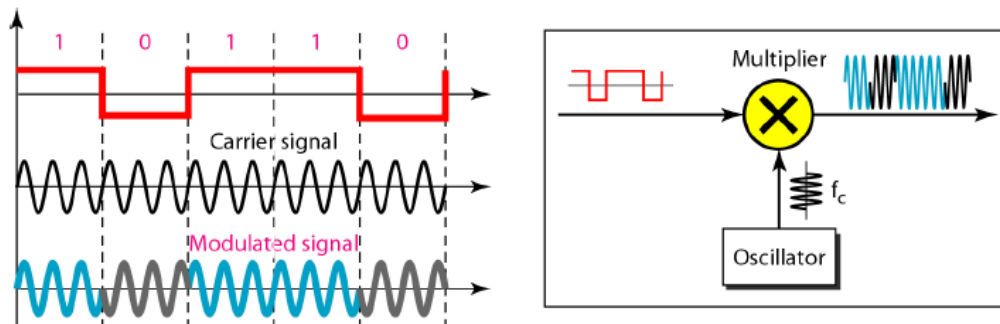 1 0 1 1 0
Carrier signal
Modulated signal
Multiplier
fc
Oscillator